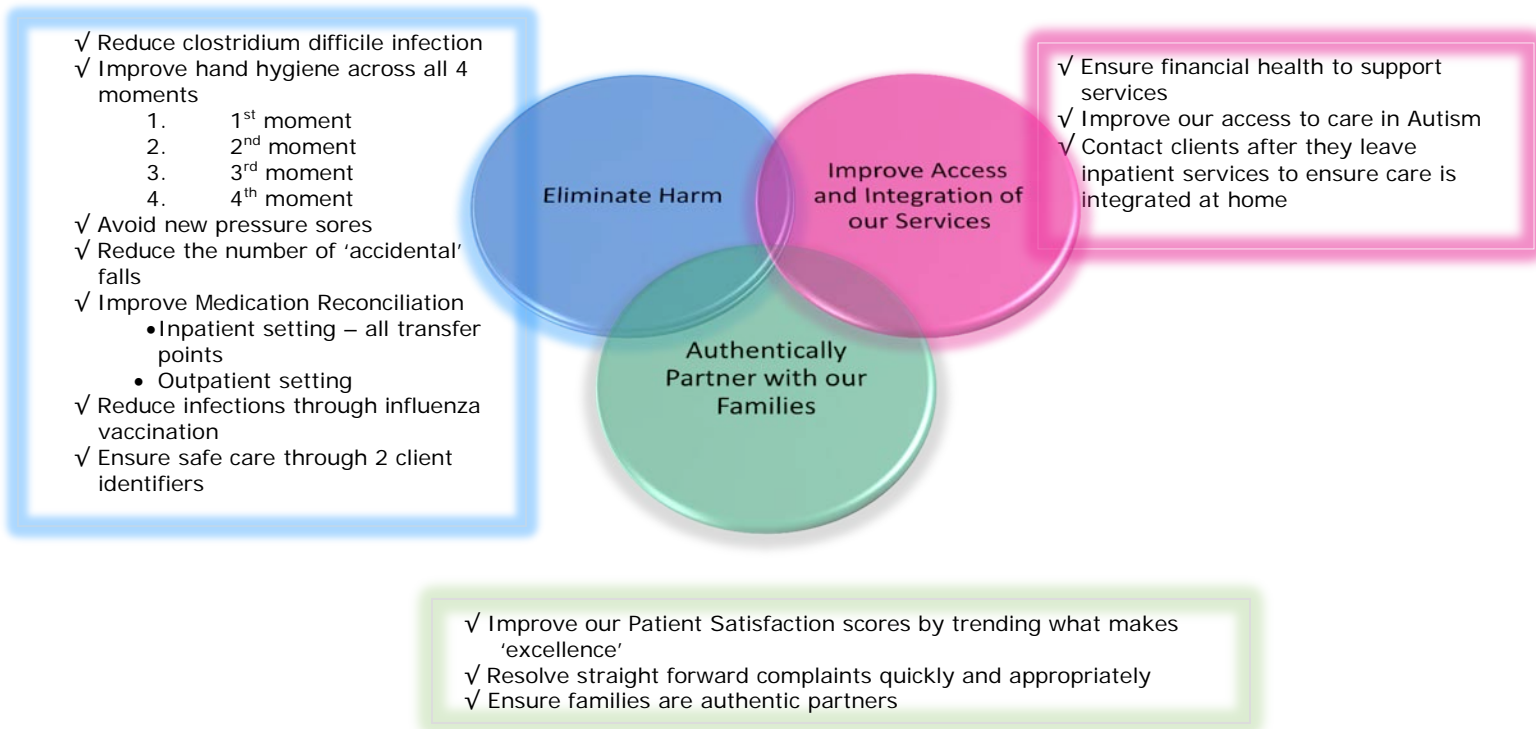 √ Reduce clostridium difficile infection
√ Improve hand hygiene across all 4
moments
1. 1st moment
2. 2nd moment
3. 3rd moment
4. 4th moment
√ Avoid new pressure sores
√ Reduce the number of ‘accidental’
falls
√ Improve Medication Reconciliation
•Inpatient setting – all transfer
points
• Outpatient setting
√ Reduce infections through influenza
vaccination
√ Ensure safe care through 2 client
identifiers
Eliminate Harm
Improve Access
and Integration of
our Services
√ Ensure financial health to support
services
√ Improve our access to care in Autism
√ Contact clients after they leave
inpatient services to ensure care is
integrated at home
Authentically
Partner with our
Families
√ Improve our Patient Satisfaction scores by trending what makes
‘excellence’
√ Resolve straight forward complaints quickly and appropriately
√ Ensure families are authentic partners